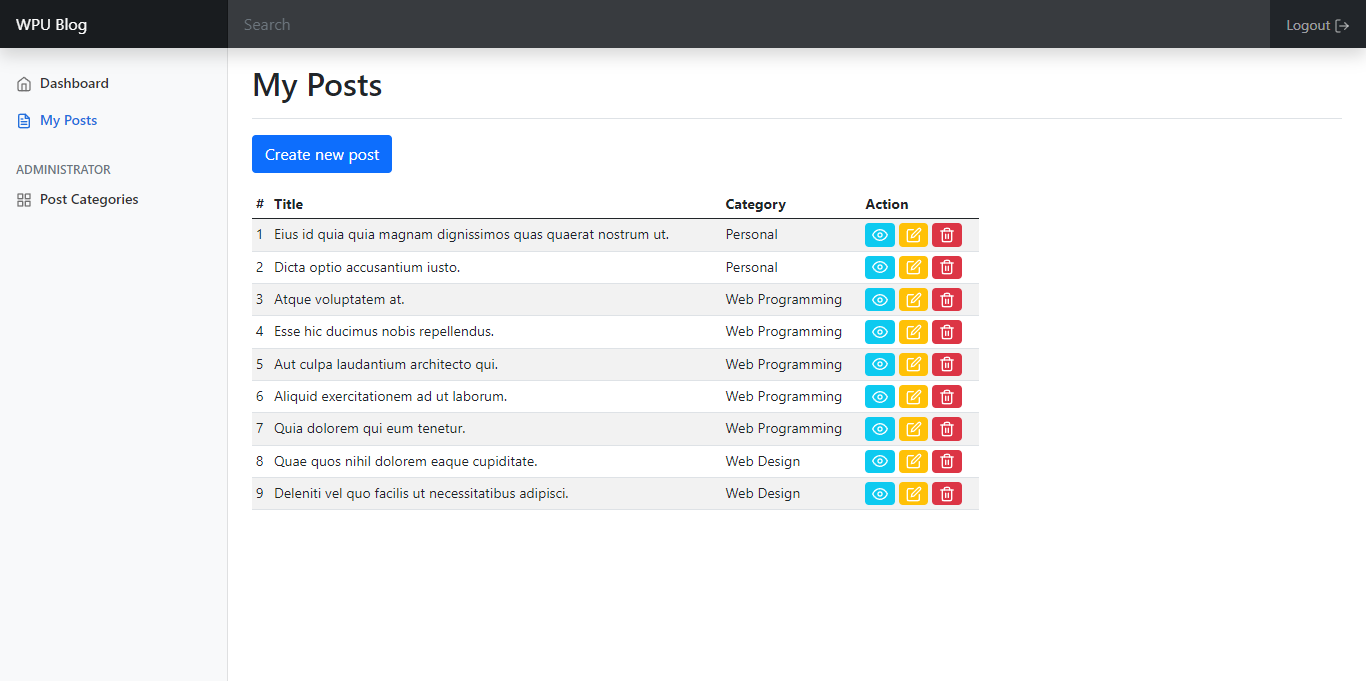 WPU Blog Search Logout
Dashboard
My Posts
ADMINISTRATOR
Post Categories
My Posts
Create new post
# Title Category Action
1 Eius id quia quia magnam dignissimos quas quaerat nostrum ut. Personal
2 Dicta optio accusantium iusto. Personal
3 Atque voluptatem at. Web Programming
4 Esse hic ducimus nobis repellendus. Web Programming
5 Aut culpa laudantium architecto qui. Web Programming
6 Aliquid exercitationem ad ut laborum. Web Programming
7 Quia dolorem qui eum tenetur. Web Programming
8 Quae quos nihil dolorem eaque cupiditate. Web Design
9 Deleniti vel quo facilis ut necessitatibus adipisci. Web Design